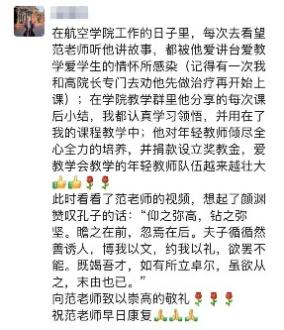 在航空学院工作的日子里，每次去看望
范老师听他讲故事，都被他爱讲台爱教
学爱学生的情怀所感染（记得有一次我
和高院长专门去劝他先做治疗再开始上
课）；在学院教学群里他分享的每次课
后小结，我都认真学习领悟，并用在了
我的课程教学中；他对年轻教师倾尽全
心全力的培养，并捐款设立奖教金，爱
教学会教学的年轻教师队伍越来越壮大
👍👍🌹
此时看看了范老师的视频，想起了颜渊
赞叹孔子的话：“仰之弥高，钻之弥
坚。瞻之在前，忽焉在后。夫子循循然
善诱人，博我以文，约我以礼，欲罢不
能。既竭吾才，如有所立卓尔，虽欲从
之，末由也已。”
向范老师致以崇高的敬礼🌹🌹
祝范老师早日康复🙏🙏🙏